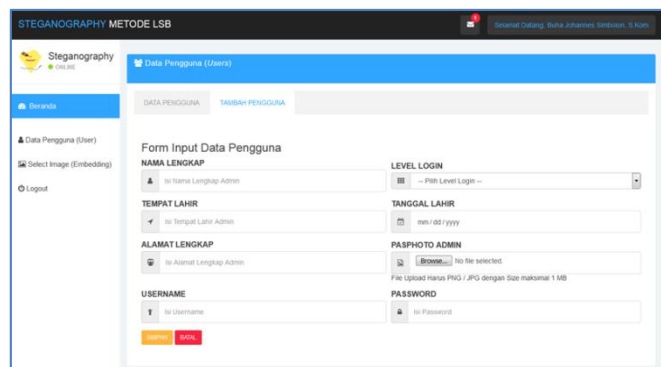 STEGANOGRAPHY METODE LSB
Selamat Datang, Buha Johannes Simbolon, S.Kom
Steganography
ONLINE
Data Pengguna (Users)
Beranda
DATA PENGGUNA
TAMBAH PENGGUNA
Data Pengguna (User)
Select Image (Embedding)
Logout
Form Input Data Pengguna
NAMA LENGKAP
LEVEL LOGIN
Isi Nama Lengkap Admin
-- Pilih Level Login --
TEMPAT LAHIR
TANGGAL LAHIR
Isi Tempat Lahir Admin
mm / dd / yyyy
ALAMAT LENGKAP
PASPHOTO ADMIN
Isi Alamat Lengkap Admin
Browse... No file selected.
File Upload Harus PNG / JPG dengan Size maksimal 1 MB
USERNAME
PASSWORD
Isi Username
Isi Password
SIMPAN
BATAL